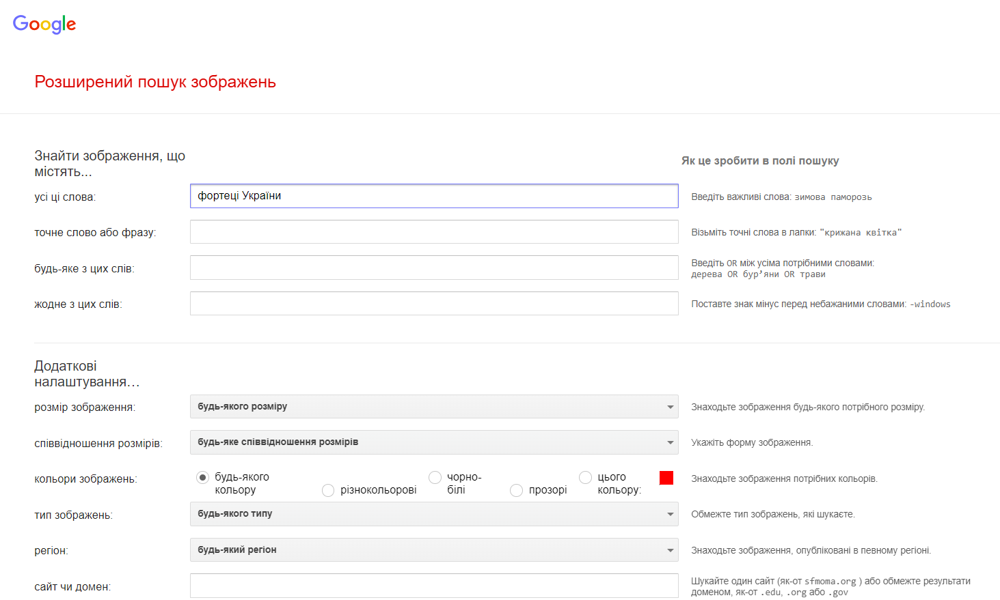 Google
Розширений пошук зображень
Знайти зображення, що
містять...
Як це зробити в полі пошуку
усі ці слова:
фортеці України
Введіть важливі слова: зимова паморозь
точне слово або фразу:
Візьміть точні слова в лапки: "крижана квітка"
будь-яке з цих слів:
Введіть OR між усіма потрібними словами:
дерева OR бур’яни OR трави
жодне з цих слів:
Поставте знак мінус перед небажаними словами: -windows
Додаткові
налаштування…
розмір зображення:
будь-якого розміру
Знаходьте зображення будь-якого потрібного розміру.
співвідношення розмірів:
будь-яке співвідношення розмірів
Укажіть форму зображення.
кольори зображень:
будь-якого
кольору
різнокольорові
чорно-
білі
прозорі
цього
кольору:
Знаходьте зображення потрібних кольорів.
тип зображень:
будь-якого типу
Обмежте тип зображень, які шукаєте.
регіон:
будь-який регіон
Знаходьте зображення, опубліковані в певному регіоні.
сайт чи домен:
Шукайте один сайт (як-от sfmoma.org ) або обмежте результати
доменом, як-от .edu, .org або .gov